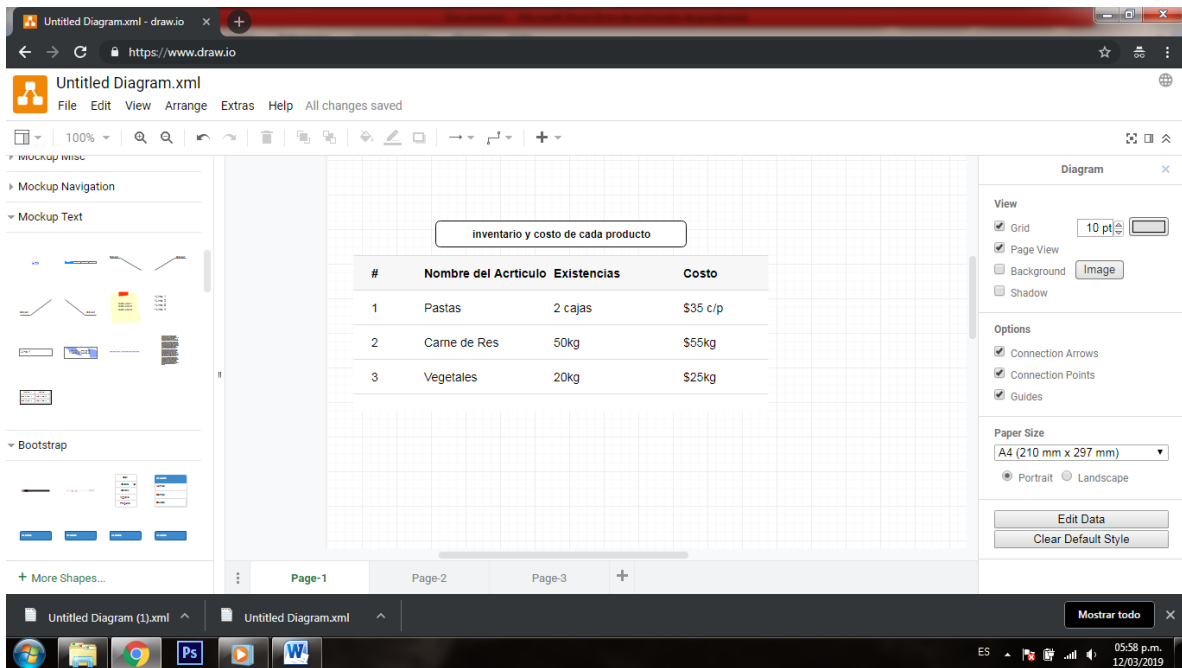 Untitled Diagram.xml - draw.io
https://www.draw.io
Untitled Diagram.xml
File Edit View Arrange Extras Help All changes saved
100%
Mockup Misc
Mockup Navigation
Mockup Text
Bootstrap
+ More Shapes...
inventario y costo de cada producto
# Nombre del Acrticulo Existencias Costo
1 Pastas 2 cajas $35 c/p
2 Carne de Res 50kg $55kg
3 Vegetales 20kg $25kg
Page-1 Page-2 Page-3
Diagram
View
Grid 10 pt
Page View
Background Image
Shadow
Options
Connection Arrows
Connection Points
Guides
Paper Size
A4 (210 mm x 297 mm)
Portrait Landscape
Edit Data
Clear Default Style
Untitled Diagram (1).xml Untitled Diagram.xml Mostrar todo
Ps W ES 05:58 p.m.
12/03/2019